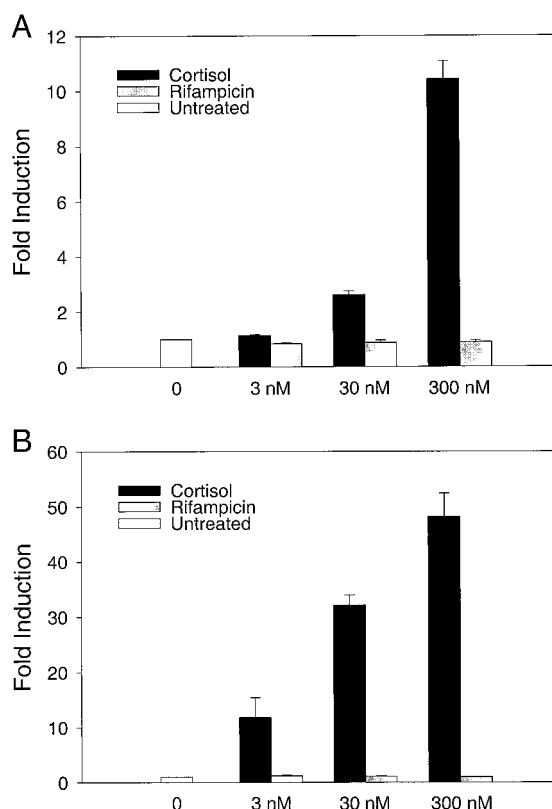 A
12
10
8
6
4
2
0
Fold Induction
Cortisol
Rifampicin
Untreated
0 3 nM 30 nM 300 nM
B
60
50
40
30
20
10
0
Fold Induction
Cortisol
Rifampicin
Untreated
0 3 nM 30 nM 300 nM